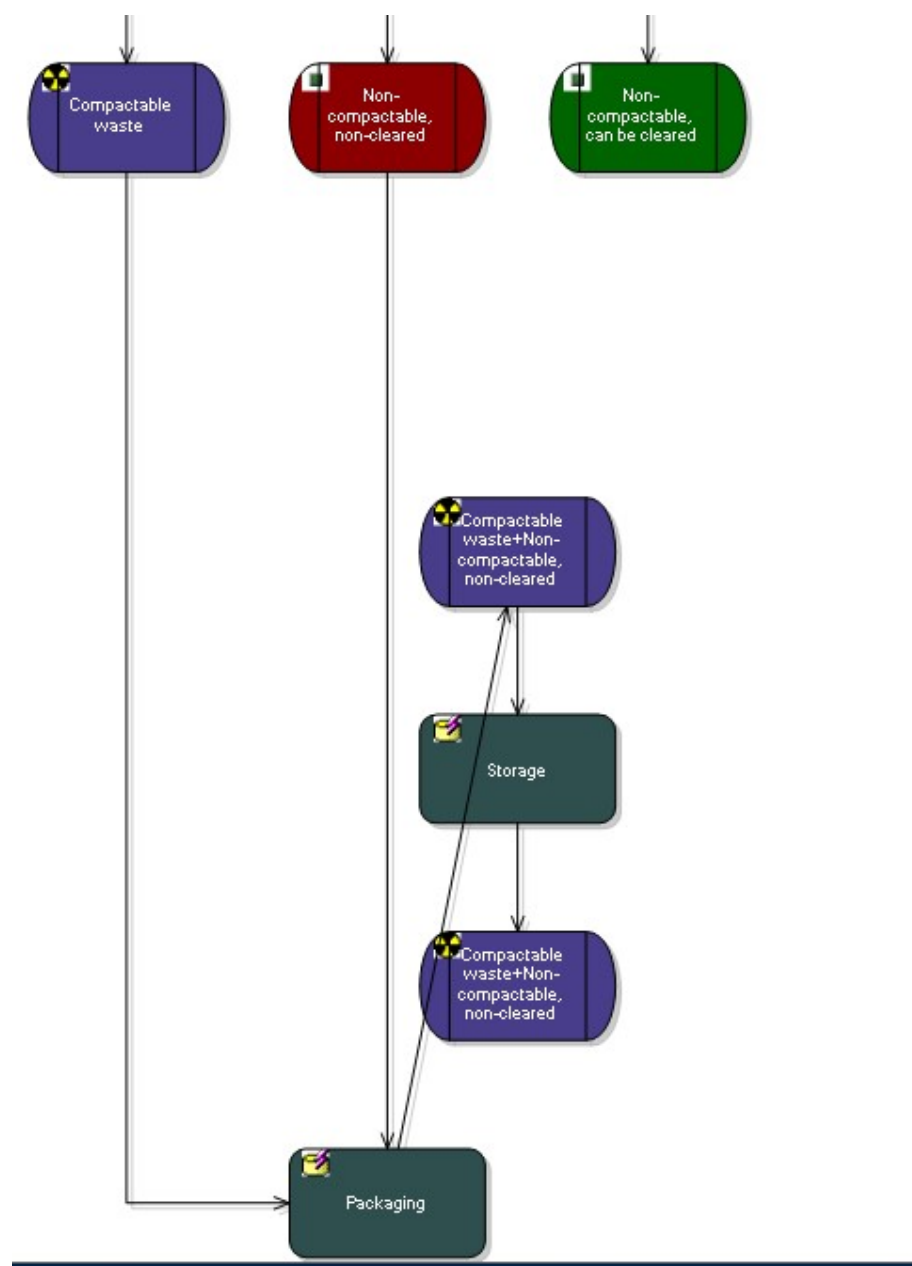 Compactable
waste
Non-
compactable,
non-cleared
Non-
compactable,
can be cleared
Compactable
waste+Non-
compactable,
non-cleared
Storage
Compactable
waste+Non-
compactable,
non-cleared
Packaging